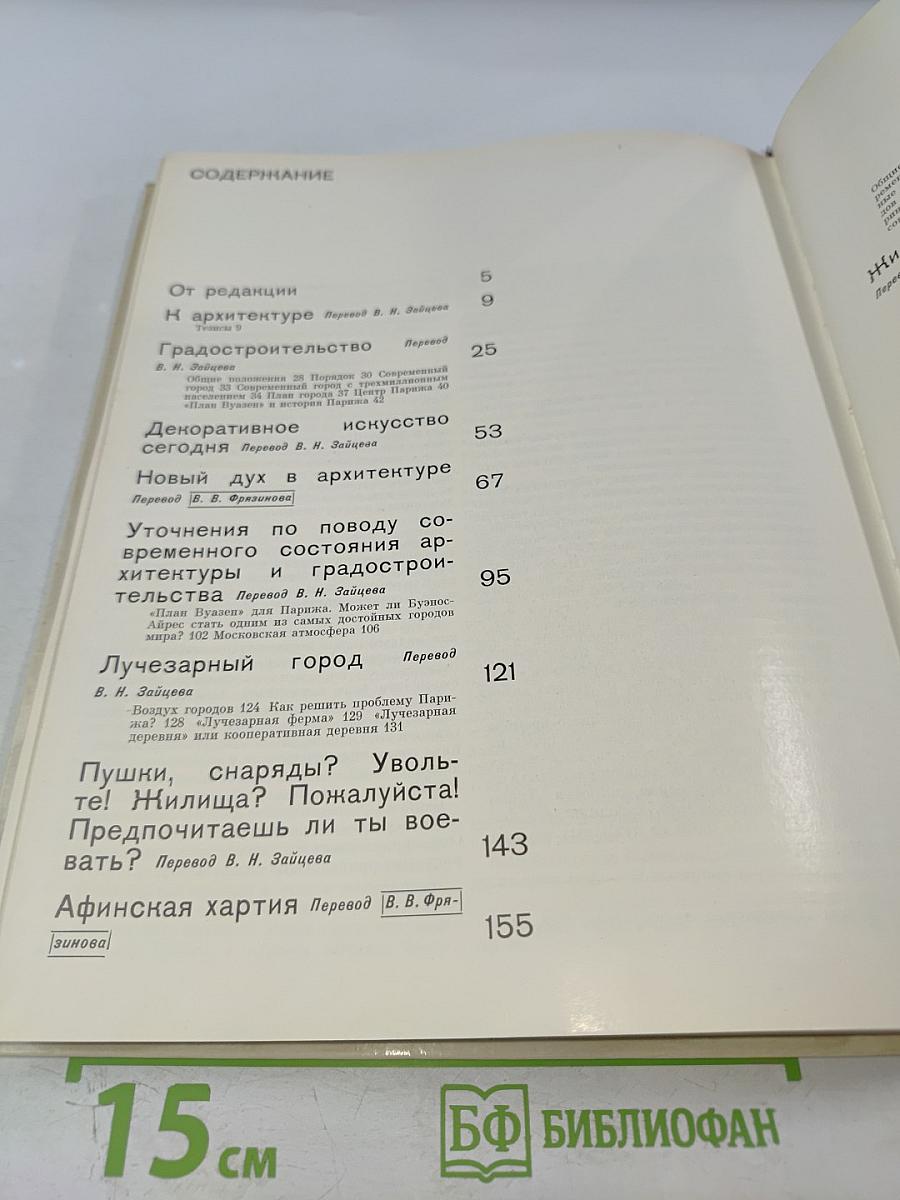 СОДЕРЖАНИЕ
От редакции 5
К архитектуре Перевод В. Н. Зайцева 9
Тезисы 9
Градостроительство Перевод 25
В. Н. Зайцева
Общие положения 28 Порядок 30 Современный
город 33 Современный город с трехмиллионным
населением 34 План города 37 Центр Парижа 40
«План Вуазен» и история Парижа 42
Декоративное искусство
сегодня Перевод В. Н. Зайцева 53
Новый дух в архитектуре
Перевод В. В. Фрязинова 67
Уточнения по поводу со-
временного состояния ар-
хитектуры и градострои-
тельства Перевод В. Н. Зайцева 95
«План Вуазен» для Парижа. Может ли Буэнос-
Айрес стать одним из самых достойных городов
мира? 102 Московская атмосфера 106
Лучезарный город Перевод 121
В. Н. Зайцева
Воздух городов 124 Как решить проблему Пари-
жа? 128 «Лучезарная ферма» 129 «Лучезарная
деревня» или кооперативная деревня 131
Пушки, снаряды? Уволь-
те! Жилища? Пожалуйста!
Предпочитаешь ли ты вое-
вать? Перевод В. Н. Зайцева 143
Афинская хартия Перевод В. В. Фря-
зинова 155
15 см
БФ БИБЛИОФАН